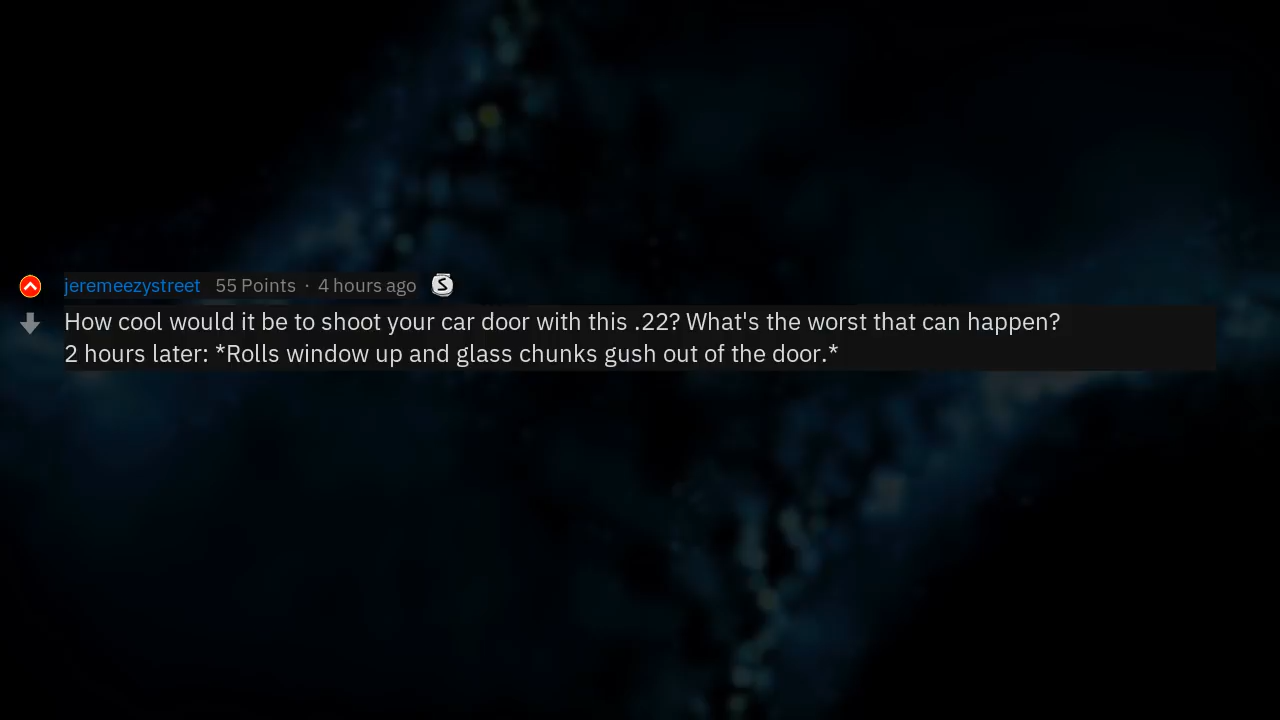 jeremeezystreet 55 Points · 4 hours ago
How cool would it be to shoot your car door with this .22? What's the worst that can happen?
2 hours later: *Rolls window up and glass chunks gush out of the door.*